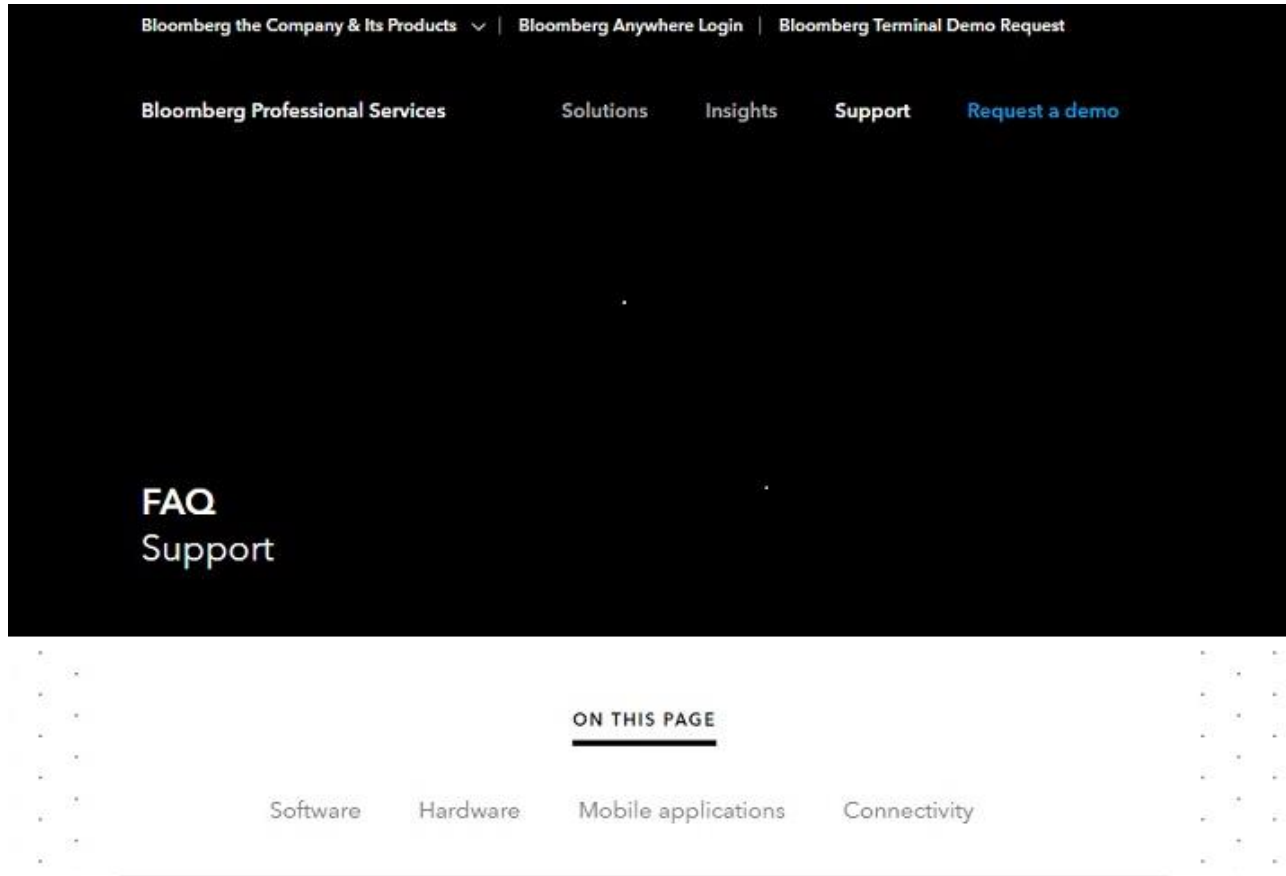 Bloomberg the Company & Its Products | Bloomberg Anywhere Login | Bloomberg Terminal Demo Request
Bloomberg Professional Services Solutions Insights Support Request a demo
FAQ
Support
ON THIS PAGE
Software Hardware Mobile applications Connectivity